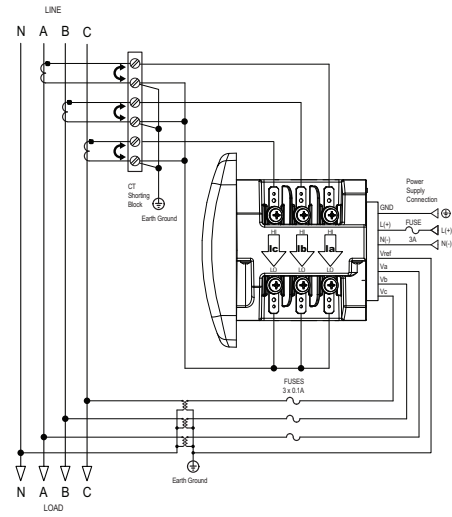 LINE
N A B C
CT
Shorting
Block
Earth Ground
Power
Supply
Connection
GND
L(+)
FUSE
L(+)
N(-)
3A
N(-)
Vref
Va
Vb
Vc
HI HI HI
Ic Ib Ia
LO LO LO
FUSES
3 x 0.1A
Earth Ground
N A B C
LOAD